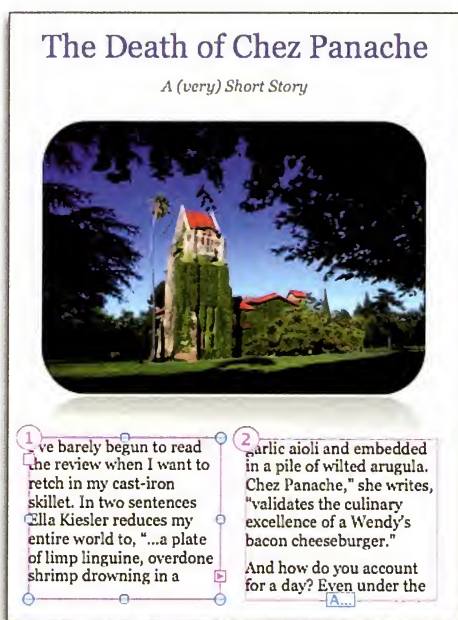 The Death of Chez Panache
A (very) Short Story
1
've barely begun to read
the review when I want to
retch in my cast-iron
skillet. In two sentences
Ella Kiesler reduces my
entire world to, “...a plate
of limp linguine, overdone
shrimp drowning in a
2
garlic aioli and embedded
in a pile of wilted arugula.
Chez Panache,” she writes,
“validates the culinary
excellence of a Wendy's
bacon cheeseburger.”
And how do you account
for a day? Even under the
A...